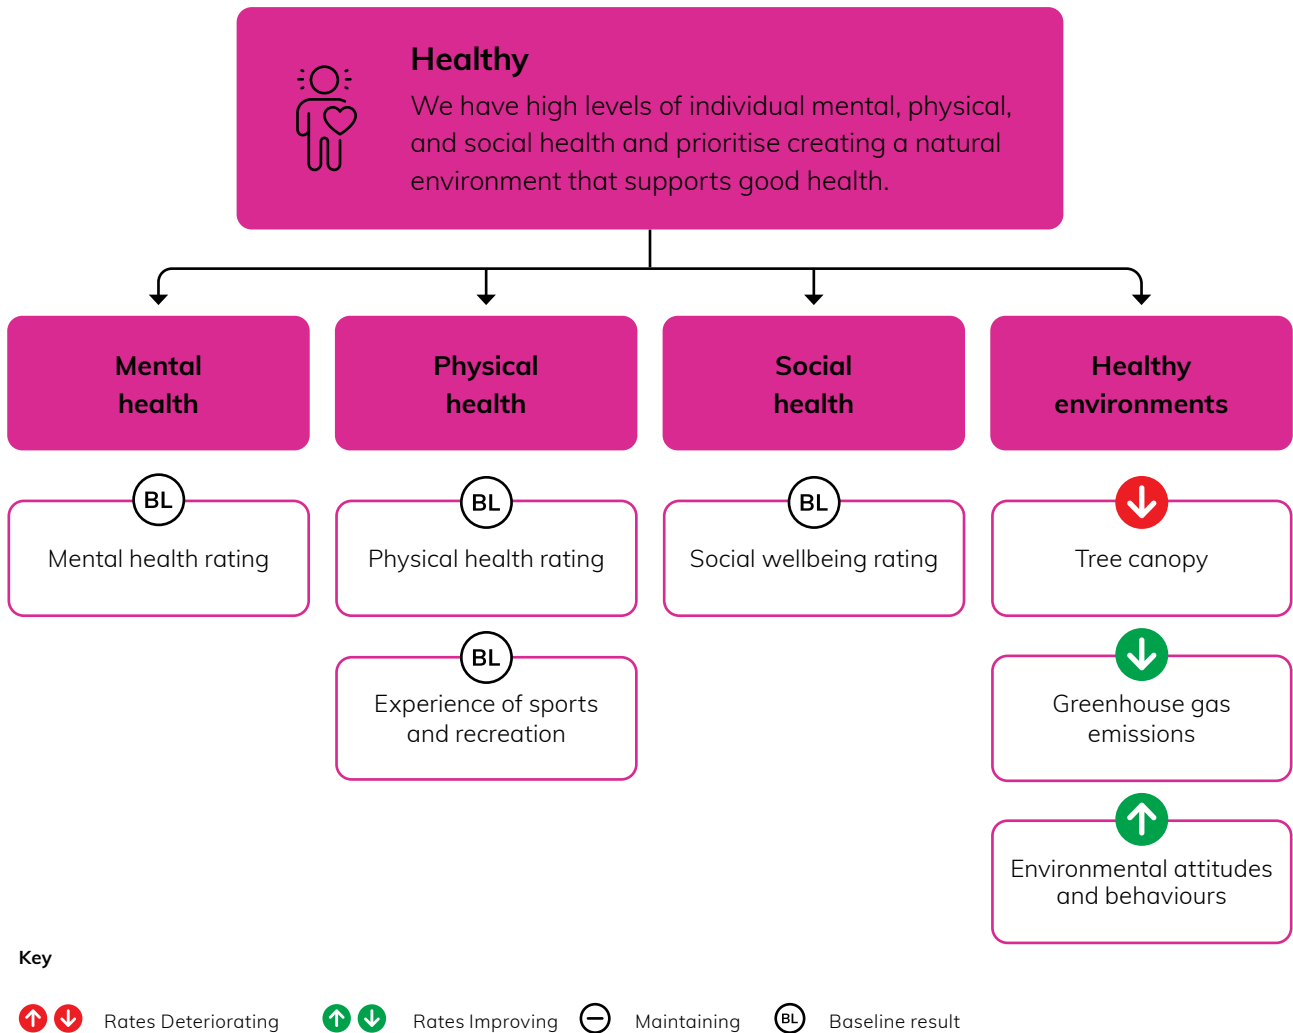 Healthy
We have high levels of individual mental, physical,
and social health and prioritise creating a natural
environment that supports good health.
Mental
health
Physical
health
Social
health
Healthy
environments
BL
Mental health rating
BL
Physical health rating
BL
Social wellbeing rating
Tree canopy
BL
Experience of sports
and recreation
Greenhouse gas
emissions
Environmental attitudes
and behaviours
Key
Rates Deteriorating
Rates Improving
Maintaining
BL
Baseline result